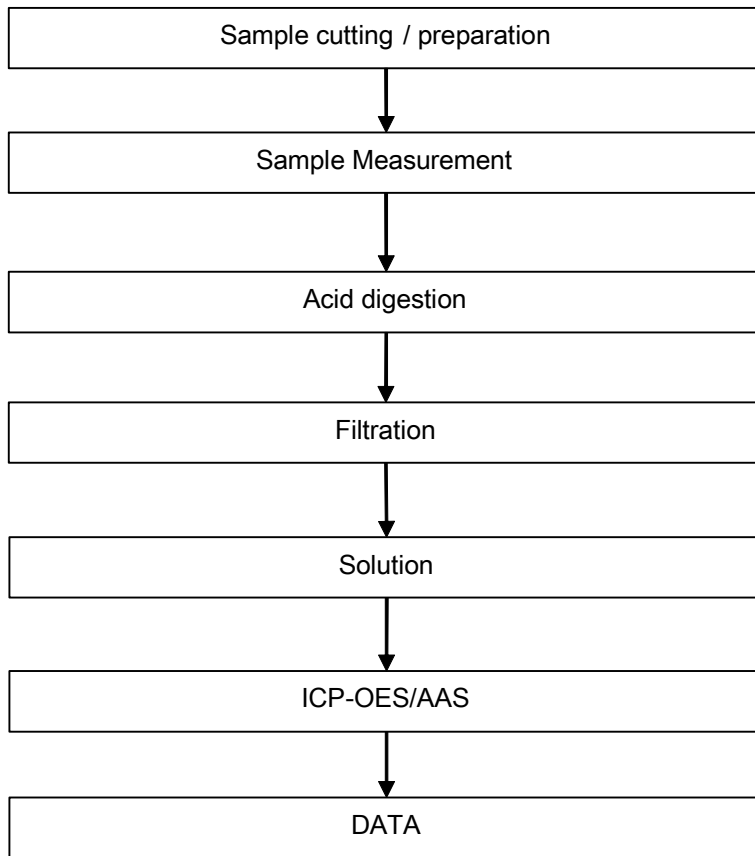 Sample cutting / preparation
Sample Measurement
Acid digestion
Filtration
Solution
ICP-OES/AAS
DATA